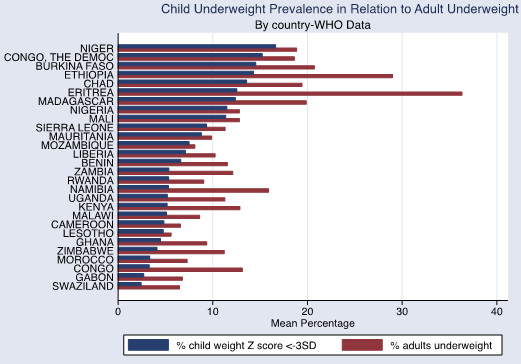 Child Underweight Prevalence in Relation to Adult Underweight
By country-WHO Data
NIGER
CONGO, THE DEMOC
BURKINA FASO
ETHIOPIA
CHAD
ERITREA
MADAGASCAR
NIGERIA
MALI
SIERRA LEONE
MAURITANIA
MOZAMBIQUE
LIBERIA
BENIN
ZAMBIA
RWANDA
NAMIBIA
UGANDA
KENYA
MALAWI
CAMEROON
LESOTHO
GHANA
ZIMBABWE
MOROCCO
CONGO
GABON
SWAZILAND
0 10 20 30 40
Mean Percentage
% child weight Z score <-3SD % adults underweight